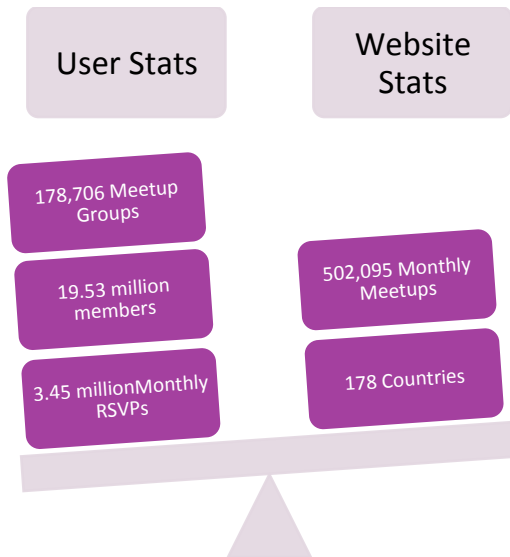 User Stats
Website
Stats
178,706 Meetup
Groups
19.53 million
members
3.45 millionMonthly
RSVPs
502,095 Monthly
Meetups
178 Countries